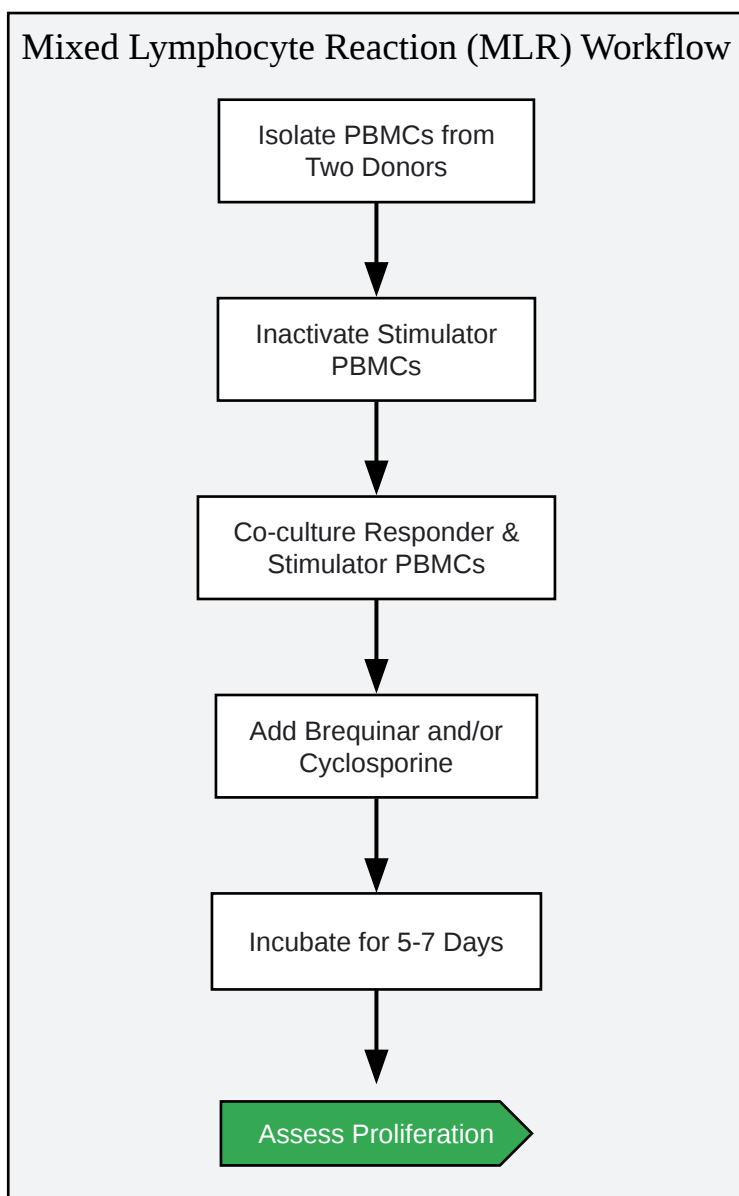 Mixed Lymphocyte Reaction (MLR) Workflow
Isolate PBMCs from
Two Donors
Inactivate Stimulator
PBMCs
Co-culture Responder &
Stimulator PBMCs
Add Brequinar and/or
Cyclosporine
Incubate for 5-7 Days
Assess Proliferation